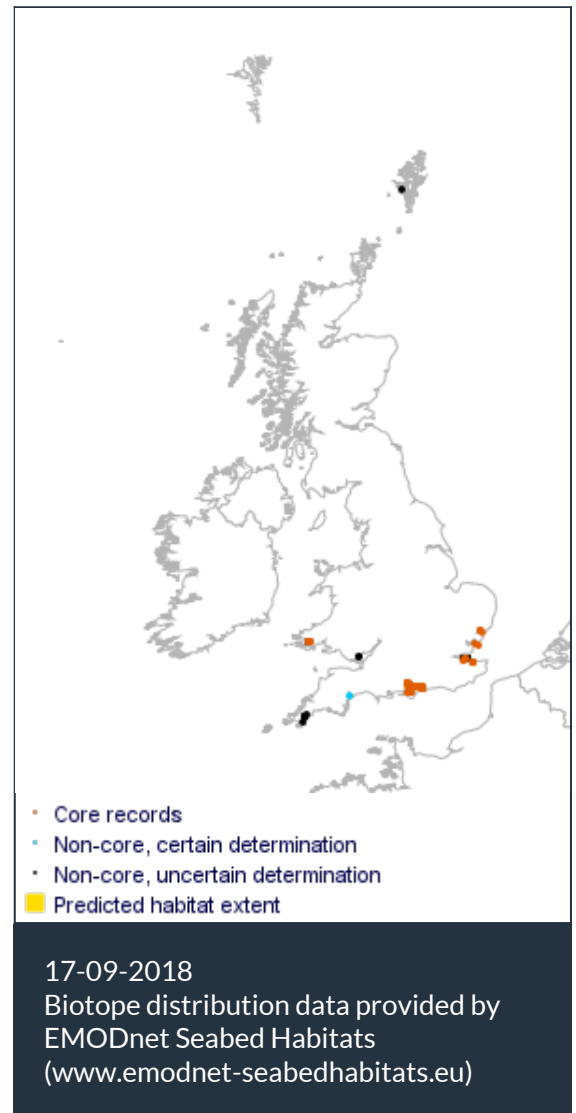 Core records
Non-core, certain determination
Non-core, uncertain determination
Predicted habitat extent
17-09-2018
Biotope distribution data provided by
EMODnet Seabed Habitats
(www.emodnet-seabedhabitats.eu)